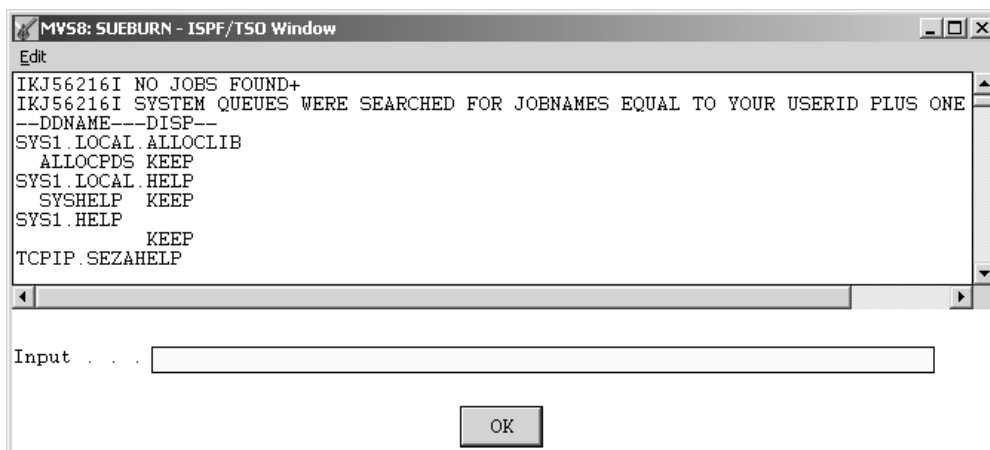 MVS8: SUEBURN - ISPF/TSO Window
Edit
IKJ56216I NO JOBS FOUND+
IKJ56216I SYSTEM QUEUES WERE SEARCHED FOR JOBNAMES EQUAL TO YOUR USERID PLUS ONE
--DDNAME---DISP--
SYS1.LOCAL.ALLOCLIB
  ALLOCPDS KEEP
SYS1.LOCAL.HELP
  SYSHELP  KEEP
SYS1.HELP
           KEEP
TCPIP.SEZAHELP
Input . . .
OK